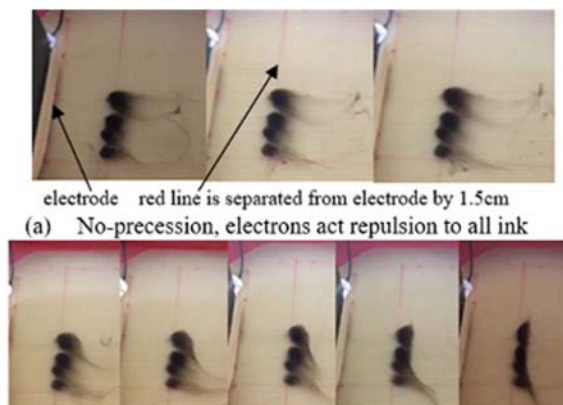 electrode red line is separated from electrode by 1.5cm
(a) No-precession, electrons act repulsion to all ink